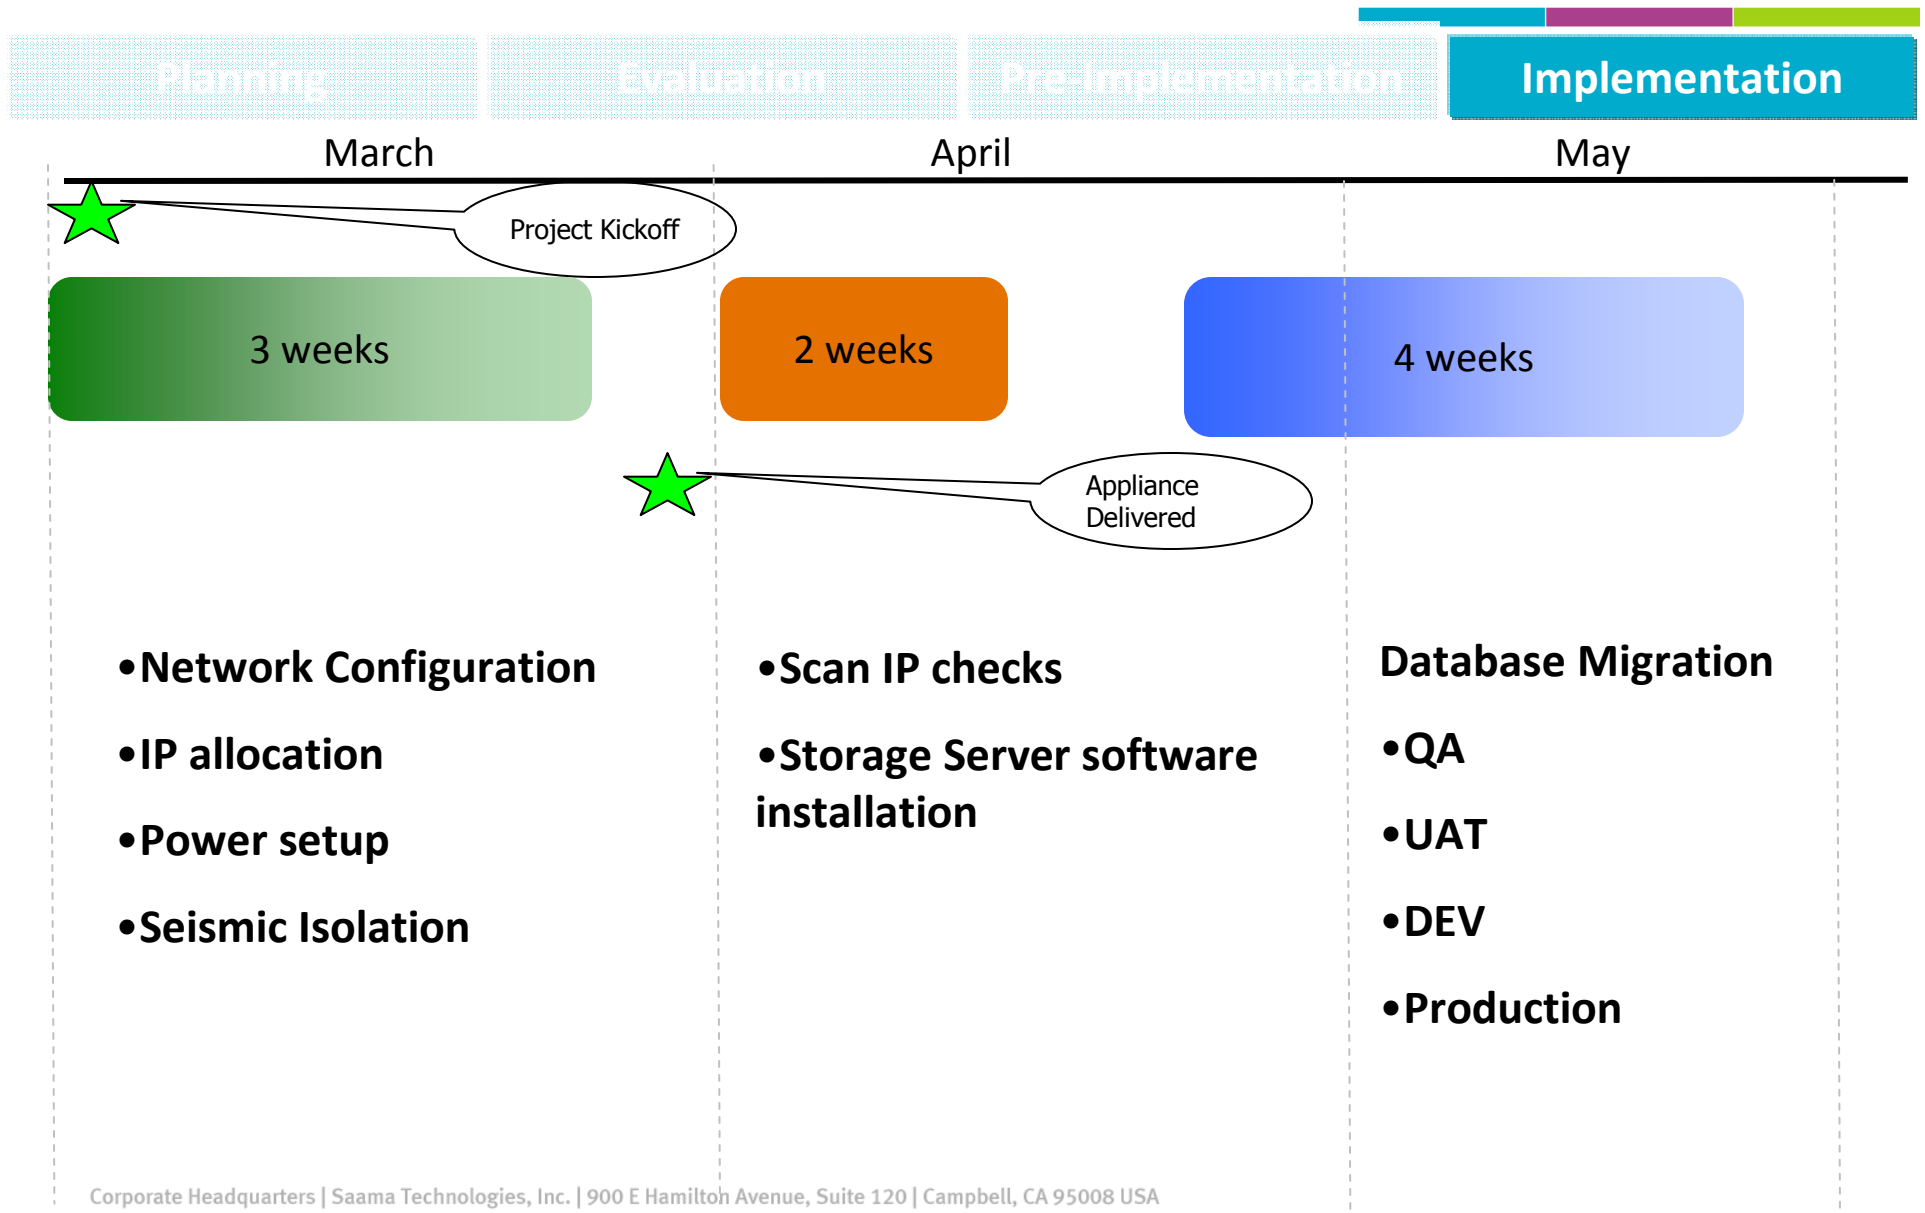 Planning
Evaluation
Pre-Implementation
Implementation
March
April
May
Project Kickoff
3 weeks
2 weeks
4 weeks
Appliance
Delivered
•Network Configuration
•IP allocation
•Power setup
•Seismic Isolation
•Scan IP checks
•Storage Server software
installation
Database Migration
•QA
•UAT
•DEV
•Production
Corporate Headquarters | Saama Technologies, Inc. | 900 E Hamilton Avenue, Suite 120 | Campbell, CA 95008 USA